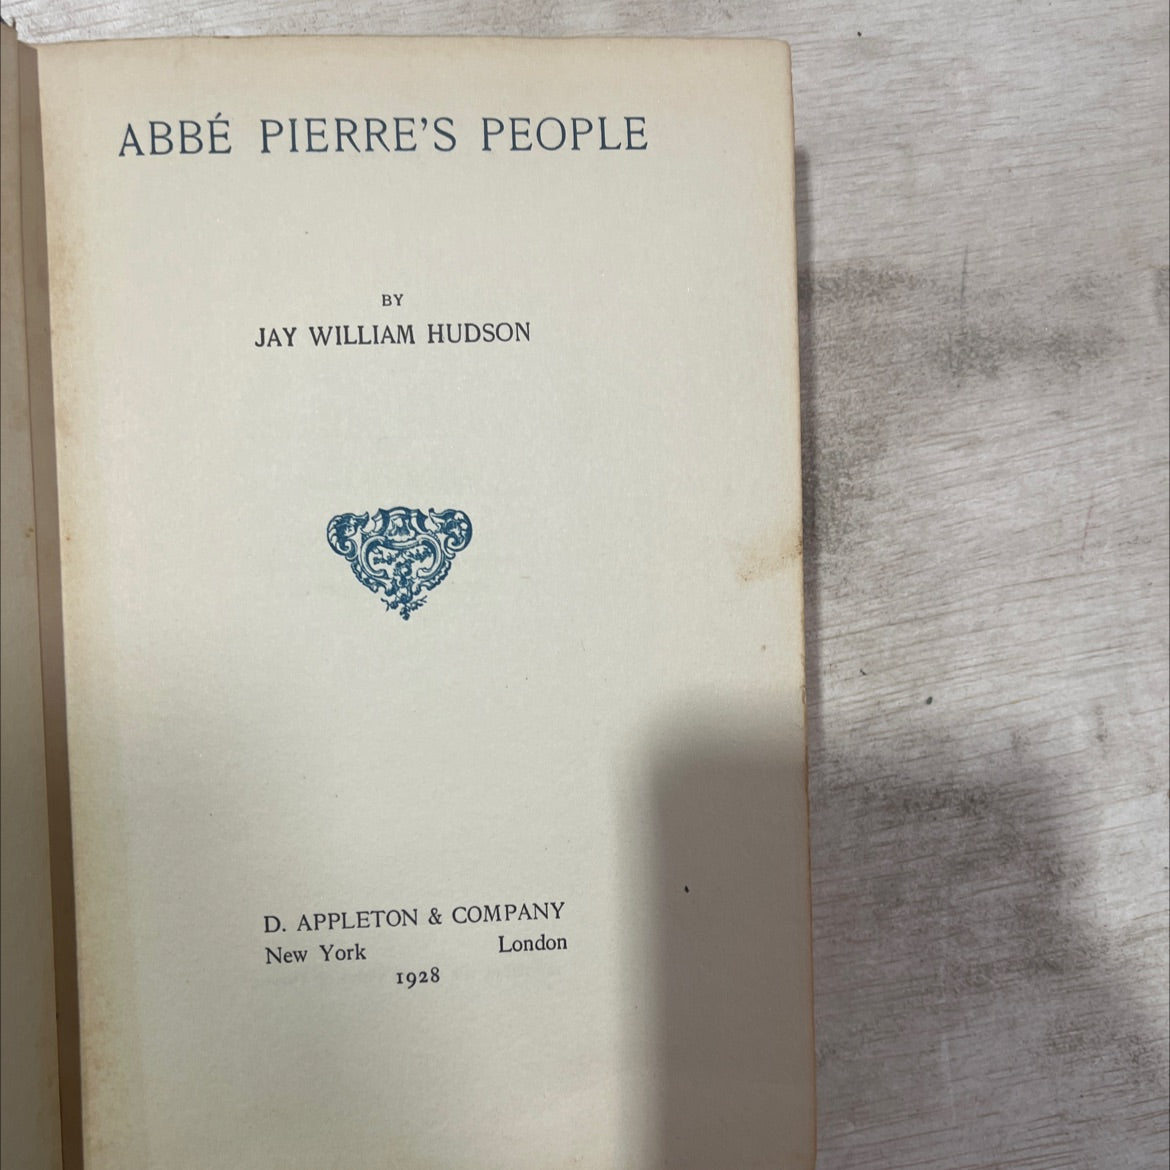 ABBÉ PIERRE'S PEOPLE
BY
JAY WILLIAM HUDSON
D. APPLETON & COMPANY
New York London
1928